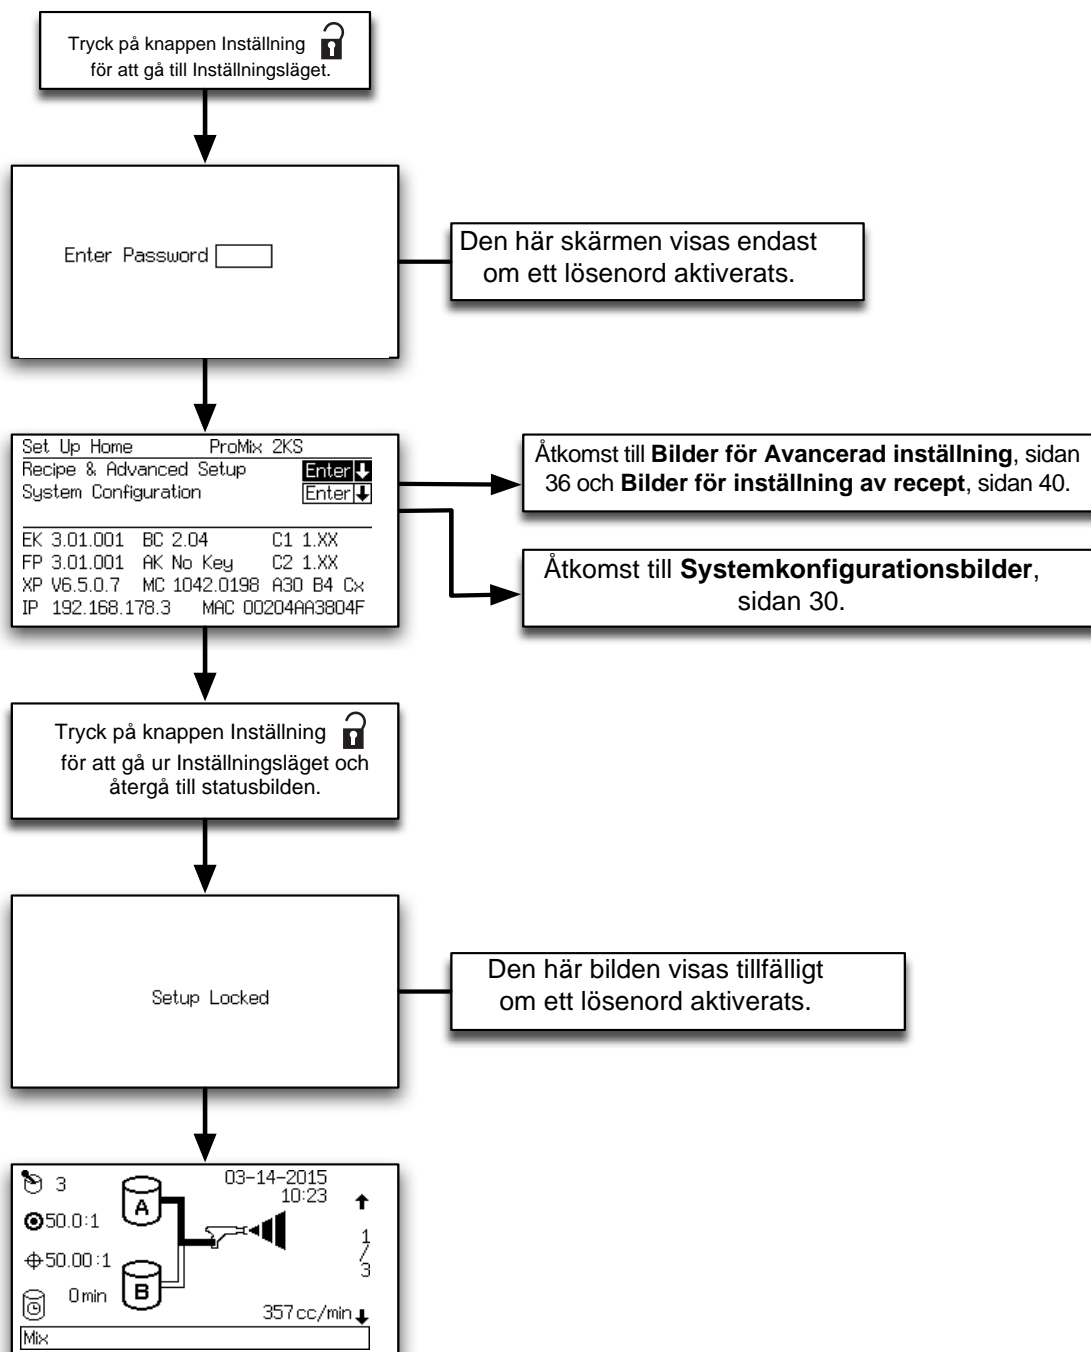 Tryck på knappen Inställning
för att gå till Inställningsläget.
Enter Password
Den här skärmen visas endast
om ett lösenord aktiverats.
Set Up Home ProMix 2KS
Recipe & Advanced Setup Enter
System Configuration Enter
EK 3.01.001 BC 2.04 C1 1.XX
FP 3.01.001 AK No Key C2 1.XX
XP V6.5.0.7 MC 1042.0198 A30 B4 Cx
IP 192.168.178.3 MAC 00204AA3804F
Åtkomst till Bilder för Avancerad inställning, sidan
36 och Bilder för inställning av recept, sidan 40.
Åtkomst till Systemkonfigurationsbilder,
sidan 30.
Tryck på knappen Inställning
för att gå ur Inställningsläget och
återgå till statusbilden.
Setup Locked
Den här bilden visas tillfälligt
om ett lösenord aktiverats.
3
03-14-2015
10:23
A
50.0:1
1
/
3
50.00:1
B
0min
357cc/min
Mix